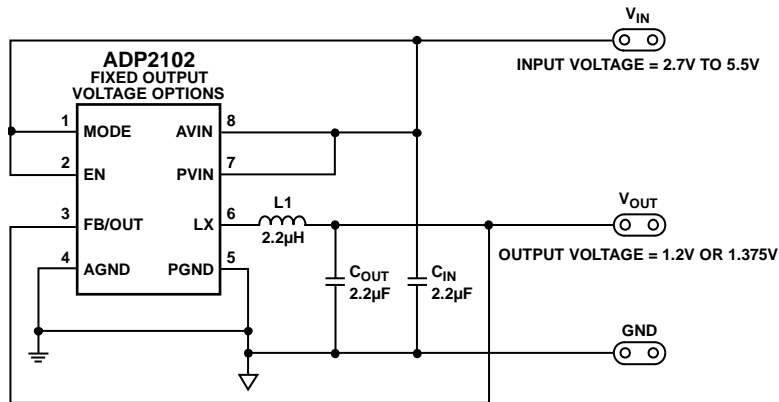 ADP2102
FIXED OUTPUT
VOLTAGE OPTIONS
1
MODE
2
EN
3
FB/OUT
4
AGND
AVIN
8
PVIN
7
LX
6
PGND
5
L1
2.2µH
COUT
2.2µF
CIN
2.2µF
VIN
INPUT VOLTAGE = 2.7V TO 5.5V
VOUT
OUTPUT VOLTAGE = 1.2V OR 1.375V
GND